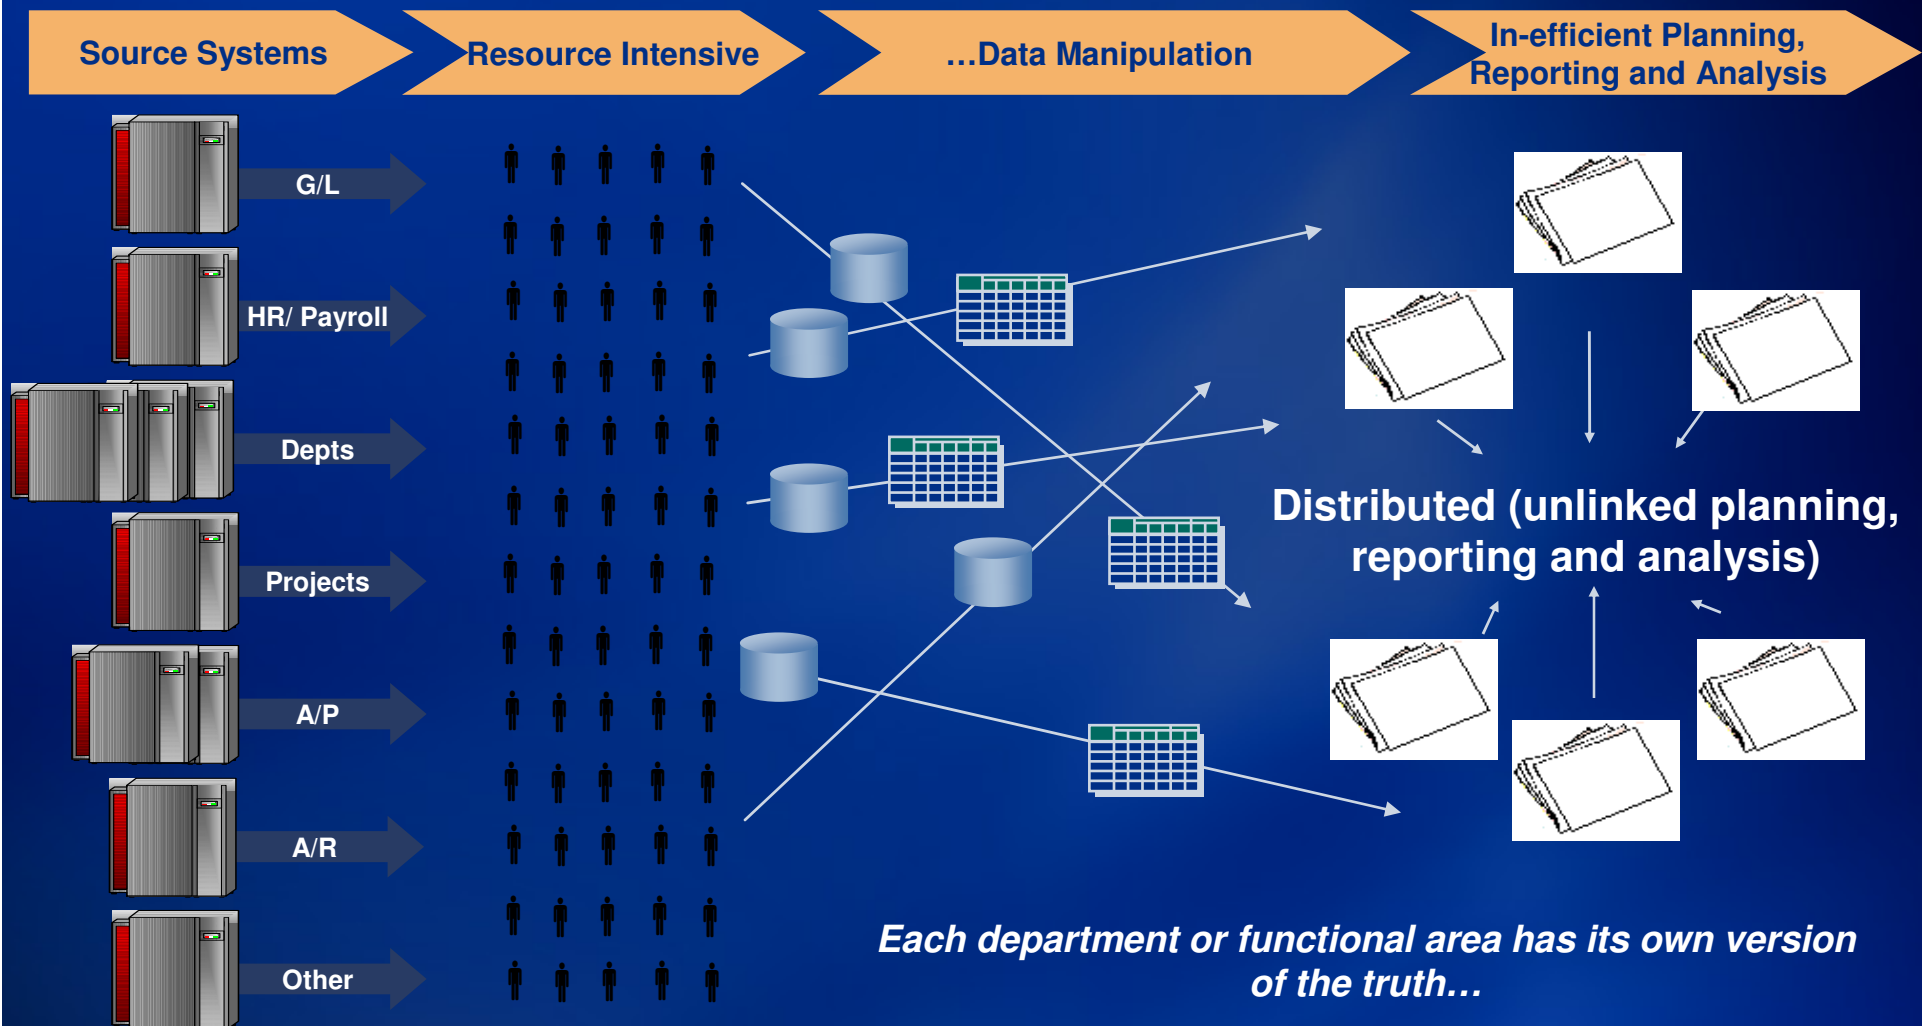 Source Systems
Resource Intensive
…Data Manipulation
In-efficient Planning,
Reporting and Analysis
G/L
HR/ Payroll
Depts
Projects
A/P
A/R
Other
Distributed (unlinked planning,
reporting and analysis)
Each department or functional area has its own version
of the truth…